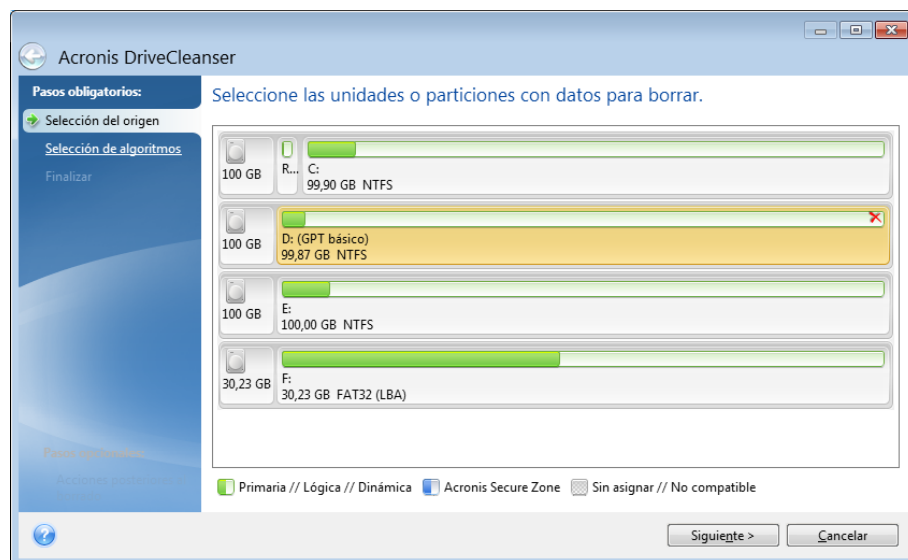 Acronis DriveCleanser
Pasos obligatorios:
Selección del origen
Selección de algoritmos
Finalizar
Seleccione las unidades o particiones con datos para borrar.
100 GB
R...
C:
99,90 GB NTFS
100 GB
D: (GPT básico)
99,87 GB NTFS
100 GB
E:
100,00 GB NTFS
30,23 GB
F:
30,23 GB FAT32 (LBA)
Primaria // Lógica // Dinámica
Acronis Secure Zone
Sin asignar // No compatible
Siguiente >
Cancelar